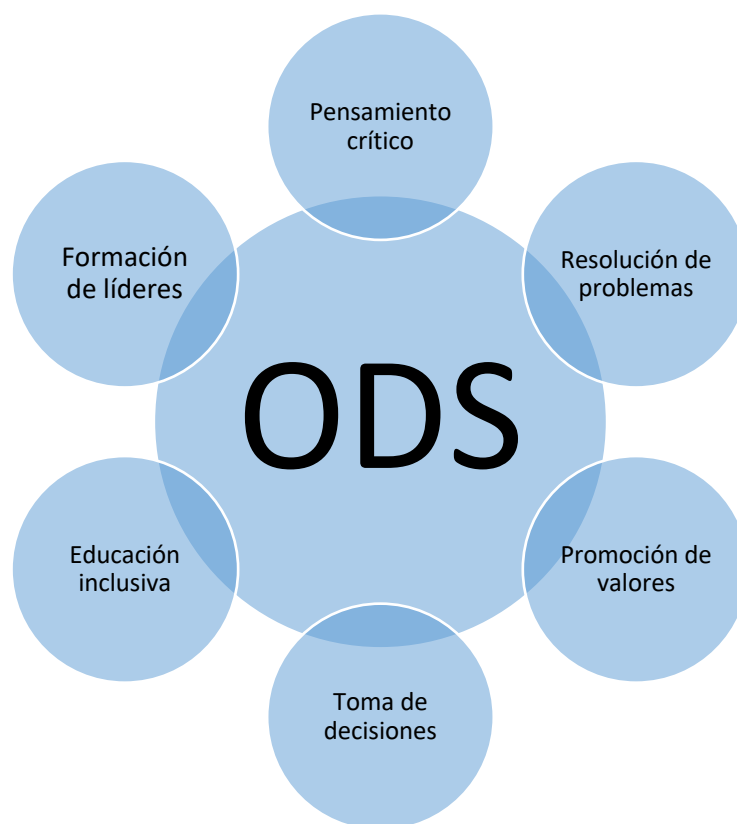 Pensamiento
crítico
Formación
de líderes
Resolución de
problemas
ODS
Educación
inclusiva
Promoción de
valores
Toma de
decisiones